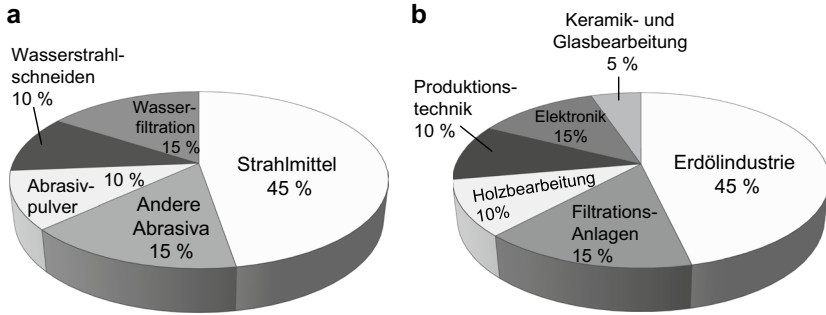 a
Wasserstrahl-
schneiden
10 %
Wasser-
filtration
15 %
Strahlmittel
45 %
Abrasiv-
pulver
10 %
Andere
Abrasiva
15 %
b
Keramik- und
Glasbearbeitung
5 %
Produktions-
technik
10 %
Elektronik
15%
Erdölindustrie
45 %
Holzbearbeitung
10%
Filtrations-
Anlagen
15 %